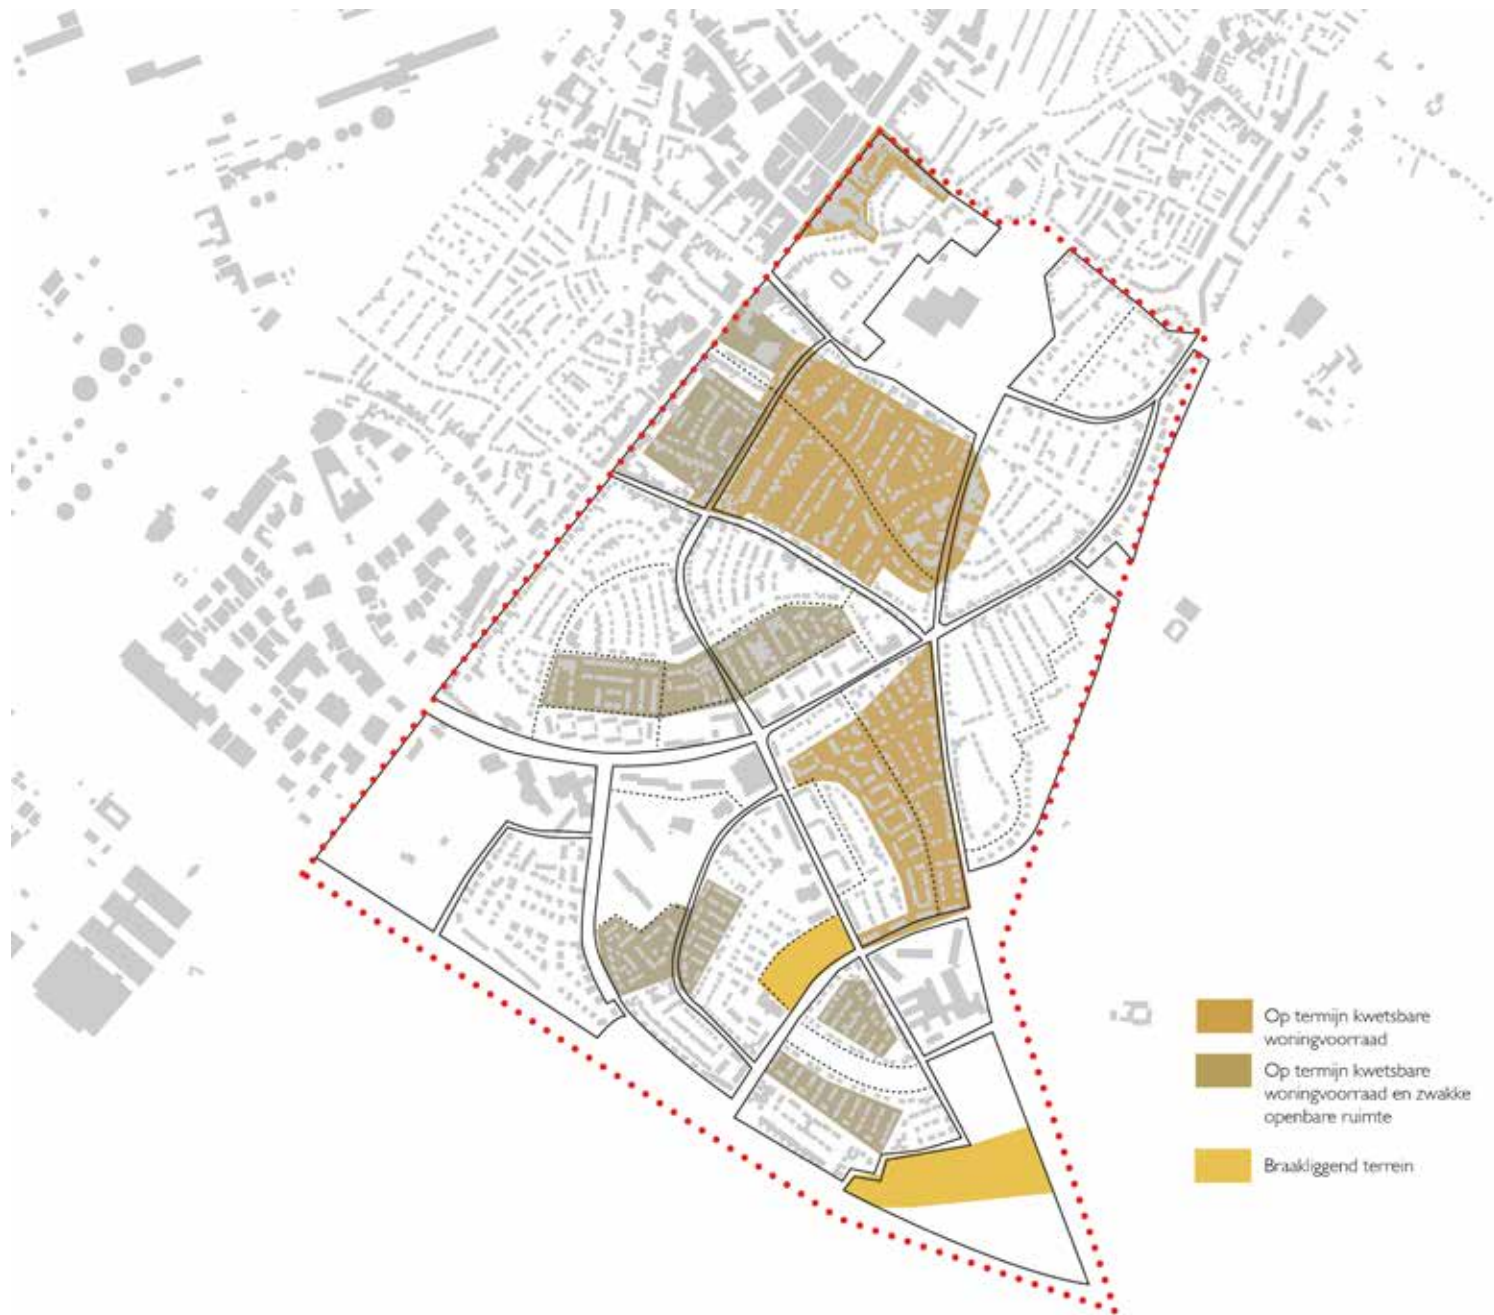 Op termijn kwetsbare
woningvoorraad
Op termijn kwetsbare
woningvoorraad en zwakke
openbare ruimte
Braakliggend terrein